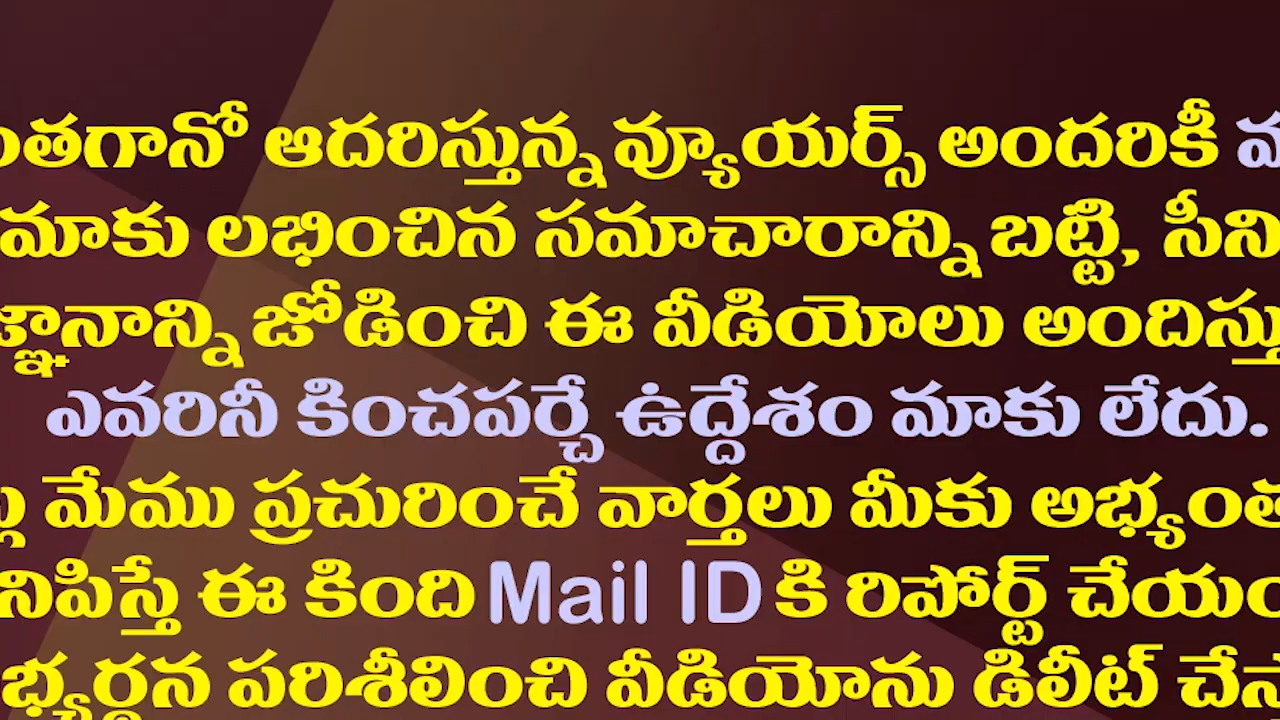 ంతగానో ఆదరిస్తున్న వ్యూయర్స్ అందరికీ
మాకు లభించిన సమాచారాన్ని బట్టి, సీని
జ్ఞానాన్ని జోడించి ఈ వీడియోలు అందిస్తు
ఎవరినీ కించపర్చే ఉద్దేశం మాకు లేదు.
మేము ప్రచురించే వార్తలు మీకు అభ్యంత
నిపిస్తే ఈ కింది Mail ID కి రిపోర్ట్ చేయం
భ్యర్థన పరిశీలించి వీడియోను డిలీట్ చేస